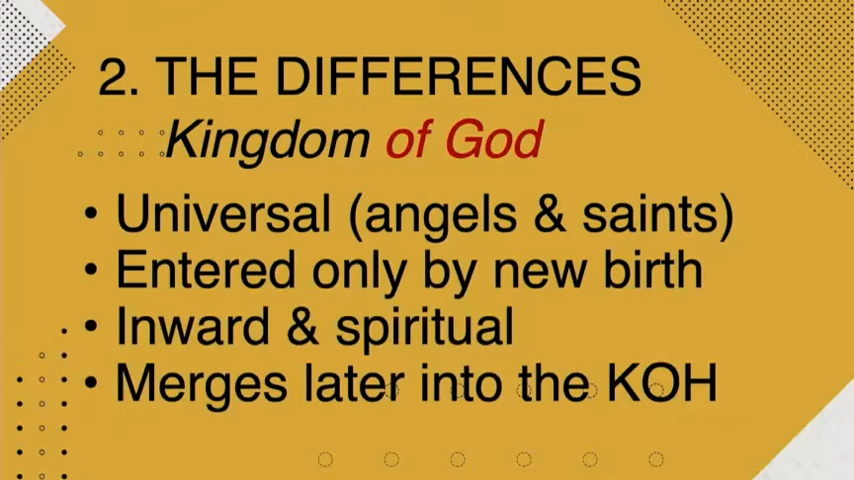 2. THE DIFFERENCES
Kingdom of God
• Universal (angels & saints)
• Entered only by new birth
• Inward & spiritual
• Merges later into the KOH